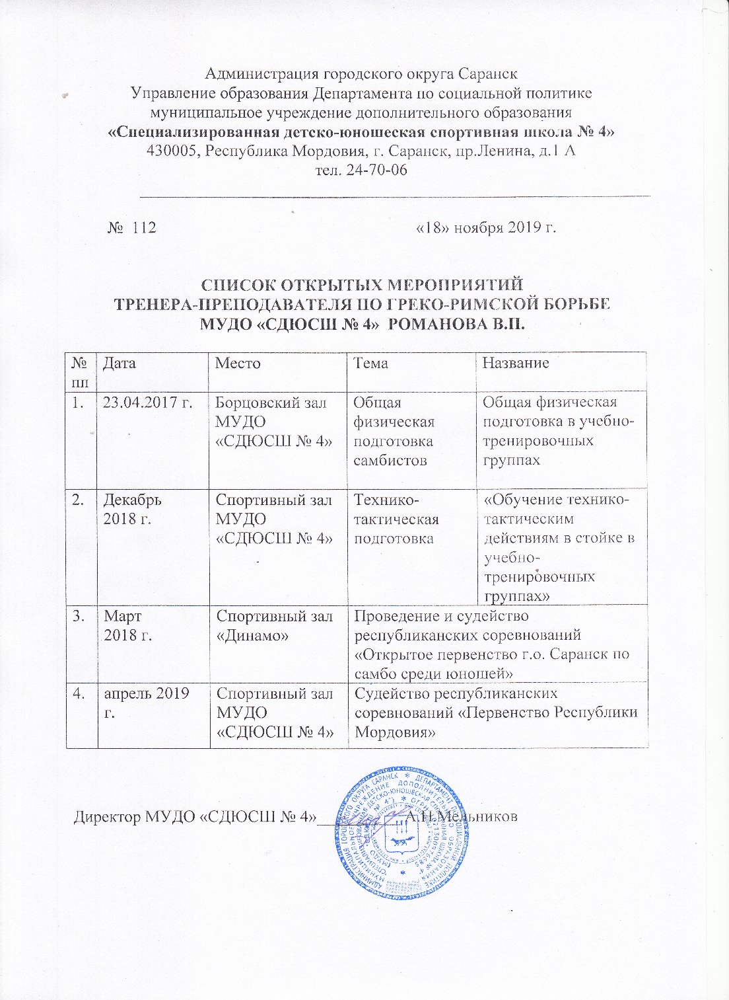 Администрация городского округа Саранск
Управление образования Департамента по социальной политике
муниципальное учреждение дополнительного образования
«Специализированная детско-юношеская спортивная школа № 4»
430005, Республика Мордовия, г. Саранск, пр.Ленина, д.1 А
тел. 24-70-06
№ 112 «18» ноября 2019 г.
СПИСОК ОТКРЫТЫХ МЕРОПРИЯТИЙ
ТРЕНЕРА-ПРЕПОДАВАТЕЛЯ ПО ГРЕКО-РИМСКОЙ БОРЬБЕ
МУДО «СДЮСШ № 4» РОМАНОВА В.П.
№
пп
Дата
Место
Тема
Название
1.
23.04.2017 г.
Борцовский зал
МУДО
«СДЮСШ № 4»
Общая
физическая
подготовка
самбистов
Общая физическая
подготовка в учебно-
тренировочных
группах
2.
Декабрь
2018 г.
Спортивный зал
МУДО
«СДЮСШ № 4»
Технико-
тактическая
подготовка
«Обучение технико-
тактическим
действиям в стойке в
учебно-
тренировочных
группах»
3.
Март
2018 г.
Спортивный зал
«Динамо»
Проведение и судейство
республиканских соревнований
«Открытое первенство г.о. Саранск по
самбо среди юношей»
4.
апрель 2019
г.
Спортивный зал
МУДО
«СДЮСШ № 4»
Судейство республиканских
соревнований «Первенство Республики
Мордовия»
Директор МУДО «СДЮСШ № 4»__________А.Н.Мельников